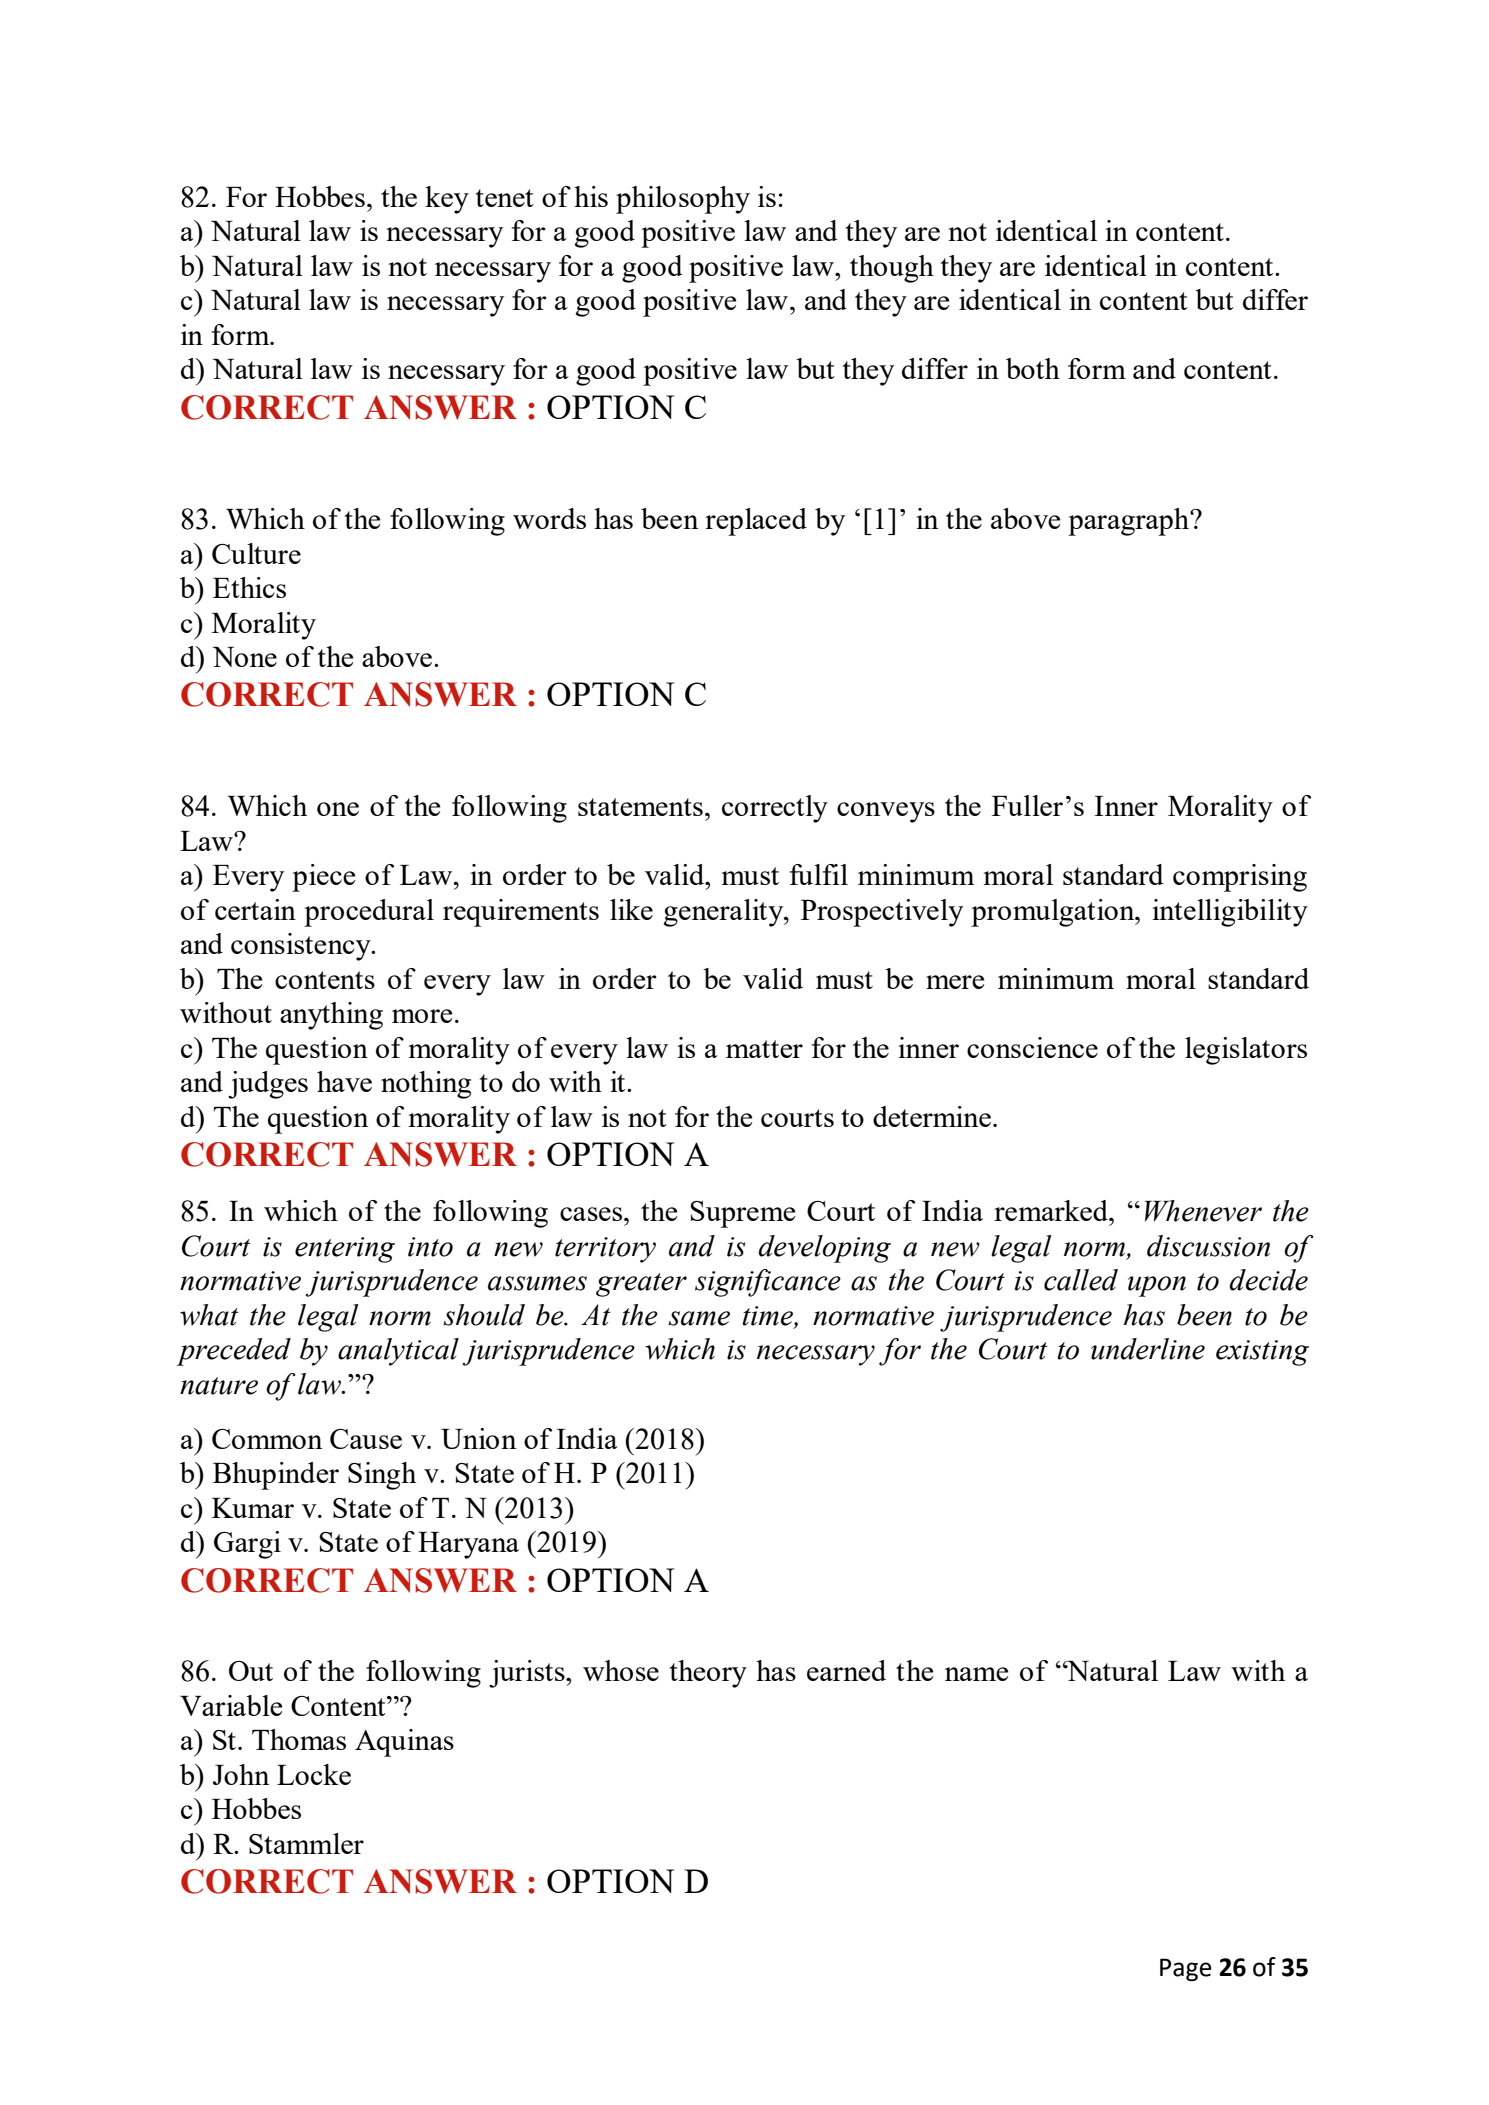 82. For Hobbes, the key tenet of his philosophy is:
a) Natural law is necessary for a good positive law and they are not identical in content.
b) Natural law is not necessary for a good positive law, though they are identical in content.
c) Natural law is necessary for a good positive law, and they are identical in content but differ
in form.
d) Natural law is necessary for a good positive law but they differ in both form and content.
CORRECT ANSWER : OPTION C
83. Which of the following words has been replaced by ‘[1]’ in the above paragraph?
a) Culture
b) Ethics
c) Morality
d) None of the above.
CORRECT ANSWER : OPTION C
84. Which one of the following statements, correctly conveys the Fuller’s Inner Morality of
Law?
a) Every piece of Law, in order to be valid, must fulfil minimum moral standard comprising
of certain procedural requirements like generality, Prospectively promulgation, intelligibility
and consistency.
b) The contents of every law in order to be valid must be mere minimum moral standard
without anything more.
c) The question of morality of every law is a matter for the inner conscience of the legislators
and judges have nothing to do with it.
d) The question of morality of law is not for the courts to determine.
CORRECT ANSWER : OPTION A
85. In which of the following cases, the Supreme Court of India remarked, “Whenever the
Court is entering into a new territory and is developing a new legal norm, discussion of
normative jurisprudence assumes greater significance as the Court is called upon to decide
what the legal norm should be. At the same time, normative jurisprudence has been to be
preceded by analytical jurisprudence which is necessary for the Court to underline existing
nature of law.”?
a) Common Cause v. Union of India (2018)
b) Bhupinder Singh v. State of H. P (2011)
c) Kumar v. State of T. N (2013)
d) Gargi v. State of Haryana (2019)
CORRECT ANSWER : OPTION A
86. Out of the following jurists, whose theory has earned the name of “Natural Law with a
Variable Content”?
a) St. Thomas Aquinas
b) John Locke
c) Hobbes
d) R. Stammler
CORRECT ANSWER : OPTION D
Page 26 of 35